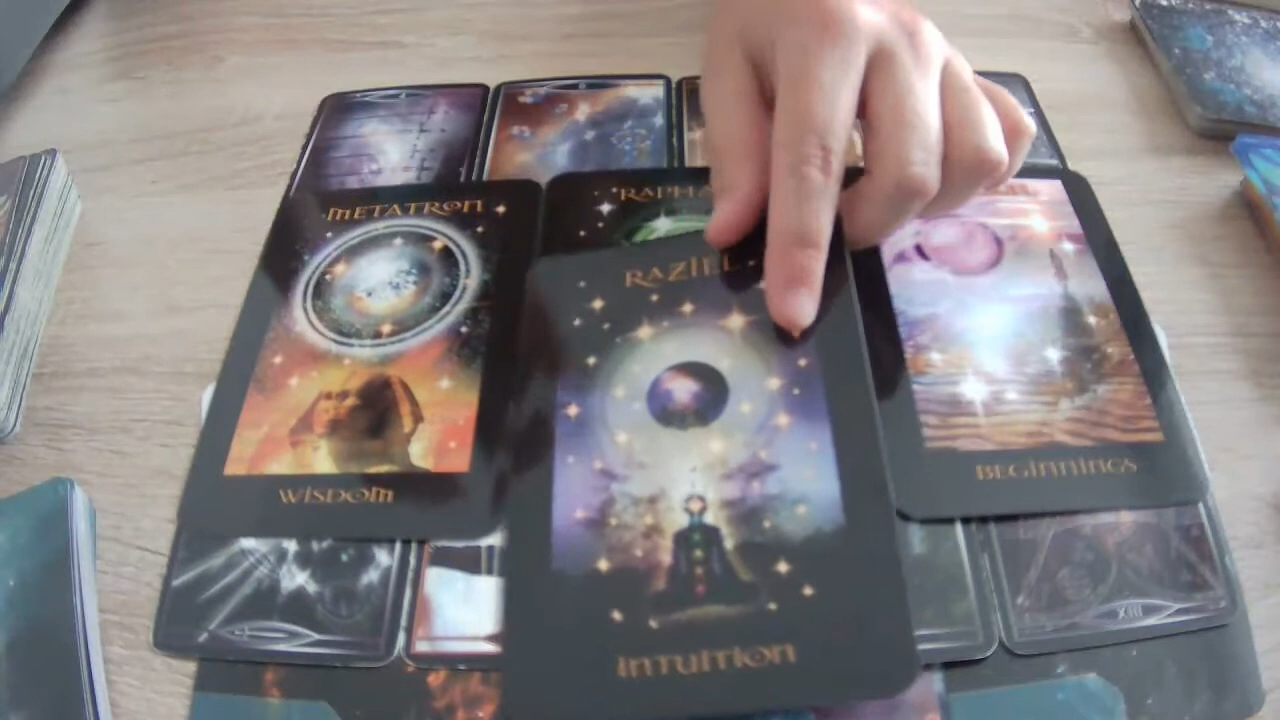 METATRON
WISDOM
RAZIEL
INTUITION
BEGINNINGS
XIII